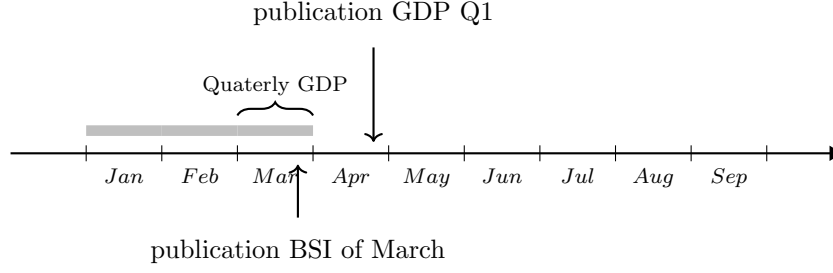 publication GDP Q1
Quaterly GDP
Jan Feb Mar Apr May Jun Jul Aug Sep
publication BSI of March